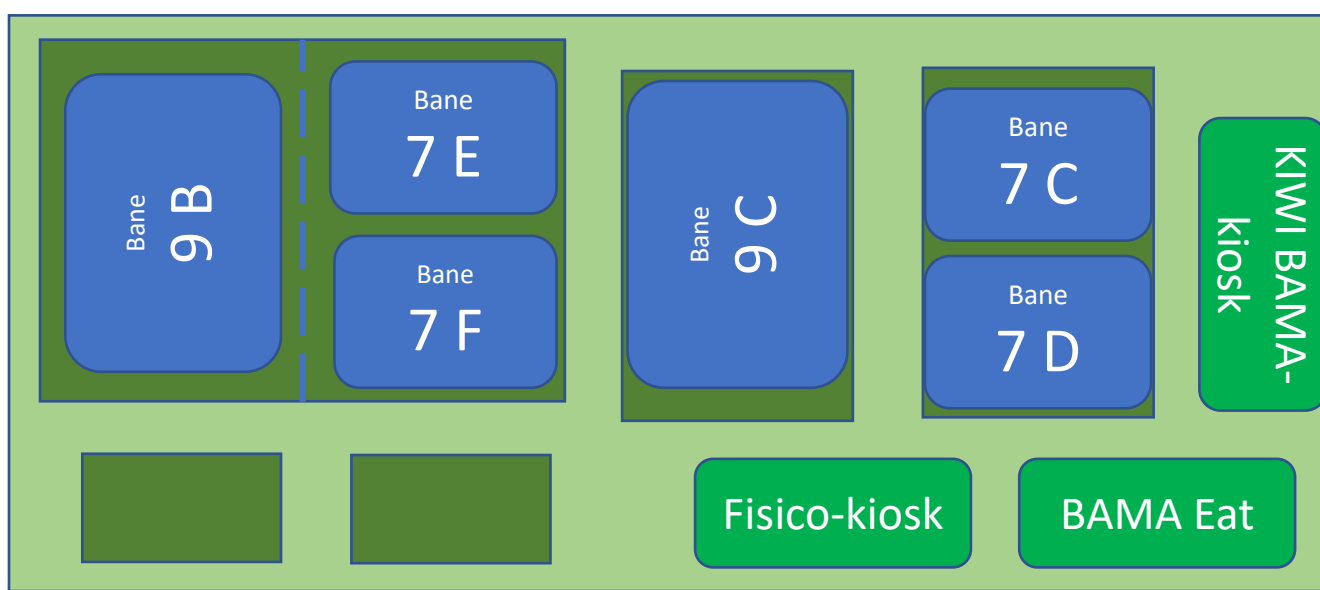 Bane
9 B
Bane
7 E
Bane
7 F
Bane
9 C
Bane
7 C
Bane
7 D
KIWI BAMA-
kiosk
Fisico-kiosk
BAMA Eat